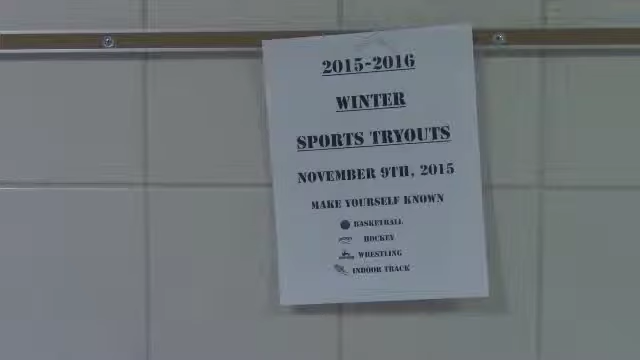 2015-2016
WINTER
SPORTS TRYOUTS
NOVEMBER 9TH, 2015
MAKE YOURSELF KNOWN
BASKETBALL
HOCKEY
WRESTLING
INDOOR TRACK